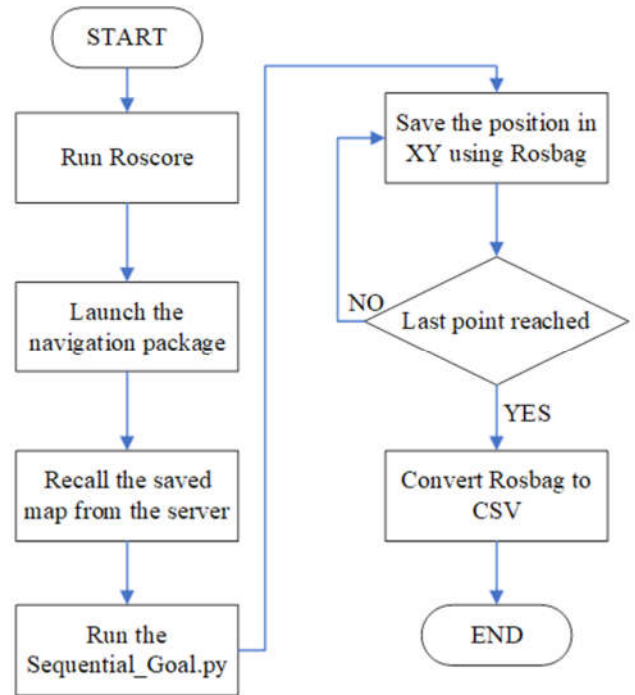 START
Run Roscore
Launch the
navigation package
Recall the saved
map from the server
Run the
Sequential_Goal.py
Save the position in
XY using Rosbag
NO
Last point reached
YES
Convert Rosbag to
CSV
END